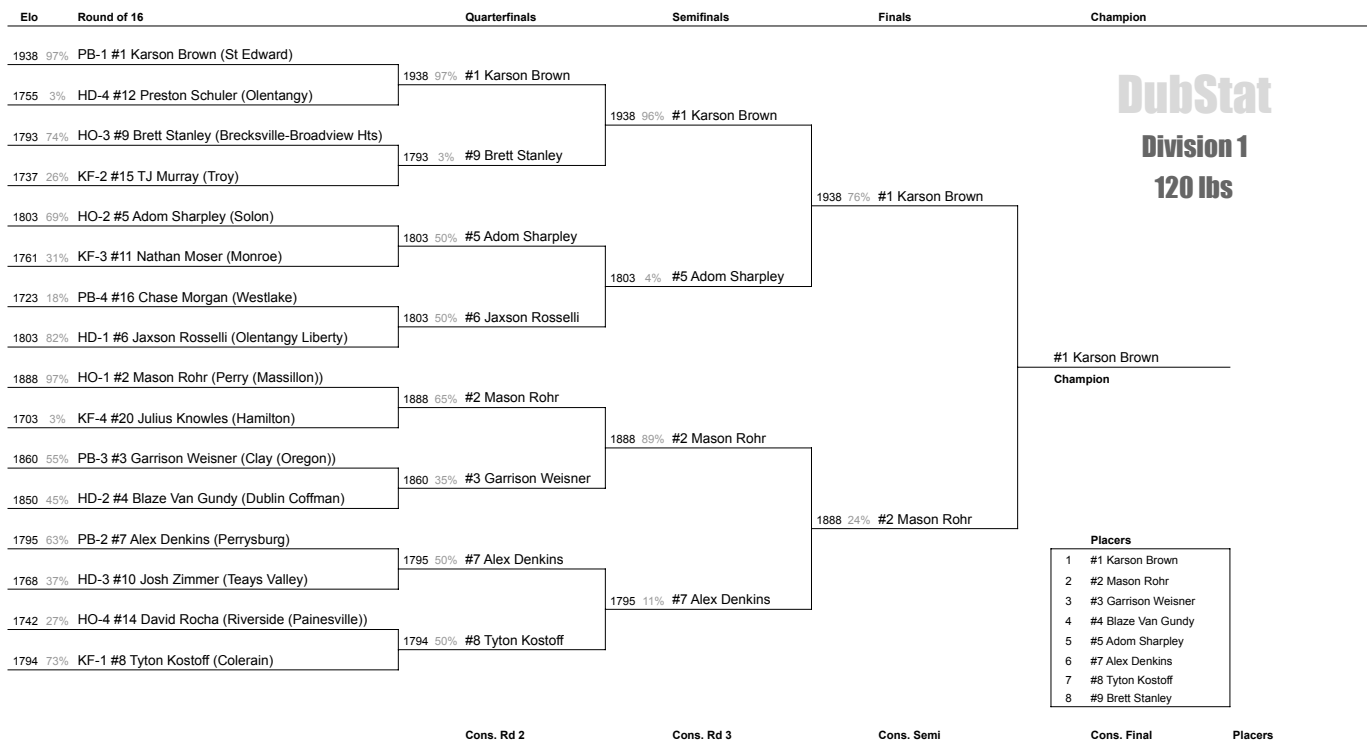 Elo Round of 16 Quarterfinals Semifinals Finals Champion
1938 97% PB-1 #1 Karson Brown (St Edward)
1938 97% #1 Karson Brown
1755 3% HD-4 #12 Preston Schuler (Olentangy)
1938 96% #1 Karson Brown
1793 74% HO-3 #9 Brett Stanley (Brecksville-Broadview Hts)
1793 3% #9 Brett Stanley
1737 26% KF-2 #15 TJ Murray (Troy)
1938 76% #1 Karson Brown
1803 69% HO-2 #5 Adom Sharpley (Solon)
1803 50% #5 Adom Sharpley
1761 31% KF-3 #11 Nathan Moser (Monroe)
1803 4% #5 Adom Sharpley
1723 18% PB-4 #16 Chase Morgan (Westlake)
1803 50% #6 Jaxson Rosselli
1803 82% HD-1 #6 Jaxson Rosselli (Olentangy Liberty)
#1 Karson Brown
Champion
1888 97% HO-1 #2 Mason Rohr (Perry (Massillon))
1888 65% #2 Mason Rohr
1703 3% KF-4 #20 Julius Knowles (Hamilton)
1888 89% #2 Mason Rohr
1860 55% PB-3 #3 Garrison Weisner (Clay (Oregon))
1860 35% #3 Garrison Weisner
1850 45% HD-2 #4 Blaze Van Gundy (Dublin Coffman)
1888 24% #2 Mason Rohr
1795 63% PB-2 #7 Alex Denkins (Perrysburg)
1795 50% #7 Alex Denkins
1768 37% HD-3 #10 Josh Zimmer (Teays Valley)
1795 11% #7 Alex Denkins
1742 27% HO-4 #14 David Rocha (Riverside (Painesville))
1794 50% #8 Tyton Kostoff
1794 73% KF-1 #8 Tyton Kostoff (Colerain)
DubStat
Division 1
120 lbs
Placers
1 #1 Karson Brown
2 #2 Mason Rohr
3 #3 Garrison Weisner
4 #4 Blaze Van Gundy
5 #5 Adom Sharpley
6 #7 Alex Denkins
7 #8 Tyton Kostoff
8 #9 Brett Stanley
Cons. Rd 2 Cons. Rd 3 Cons. Semi Cons. Final Placers